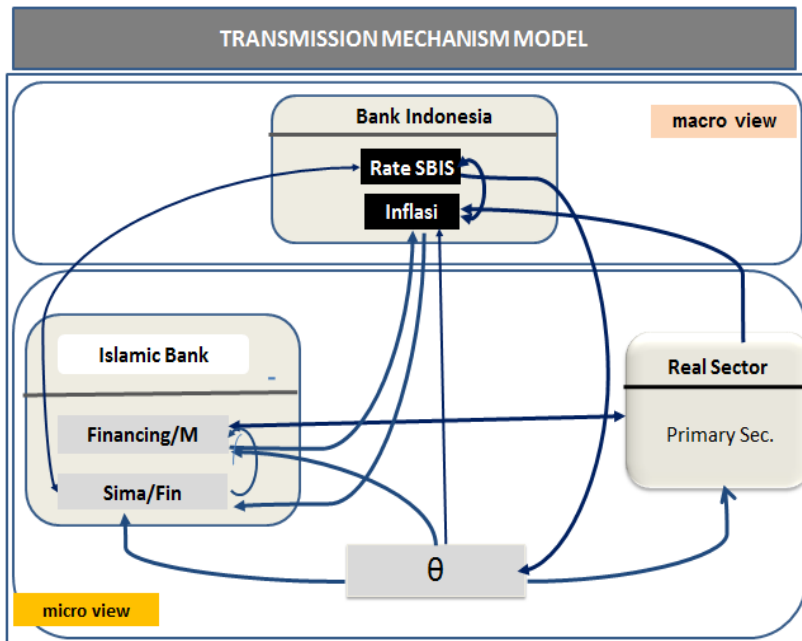 TRANSMISSION MECHANISM MODEL
Bank Indonesia
macro view
Rate SBIS
Inflasi
Islamic Bank
Real Sector
Financing/M
Primary Sec.
Sima/Fin
θ
micro view